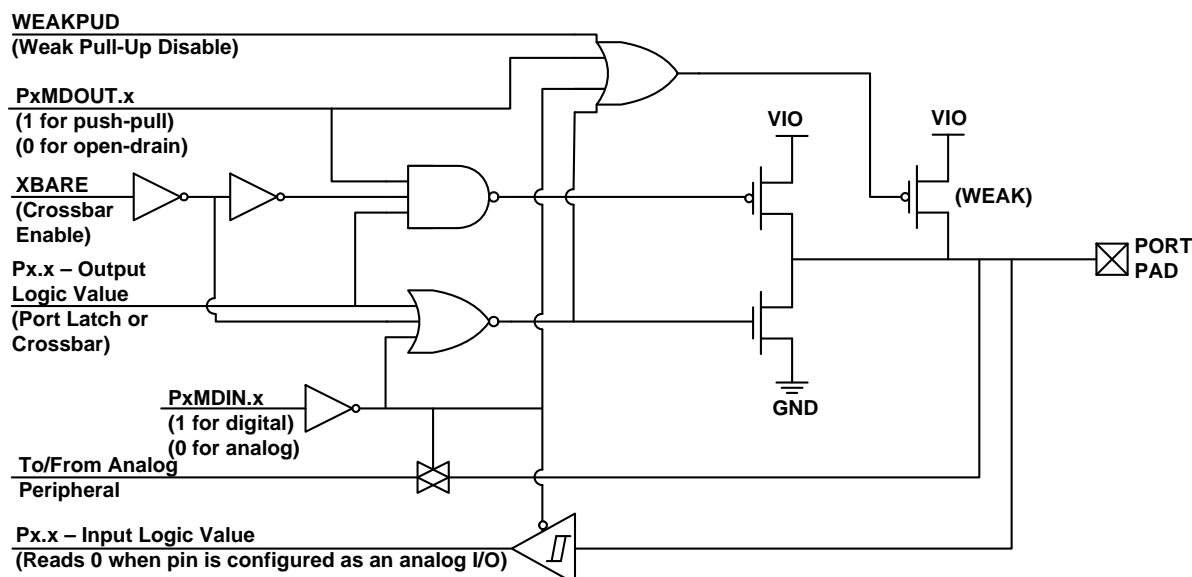 WEAKPUD
(Weak Pull-Up Disable)
PxMDOUT.x
(1 for push-pull)
(0 for open-drain)
XBARE
(Crossbar
Enable)
Px.x – Output
Logic Value
(Port Latch or
Crossbar)
PxMDIN.x
(1 for digital)
(0 for analog)
To/From Analog
Peripheral
Px.x – Input Logic Value
(Reads 0 when pin is configured as an analog I/O)
VIO
VIO
(WEAK)
PORT
PAD
GND